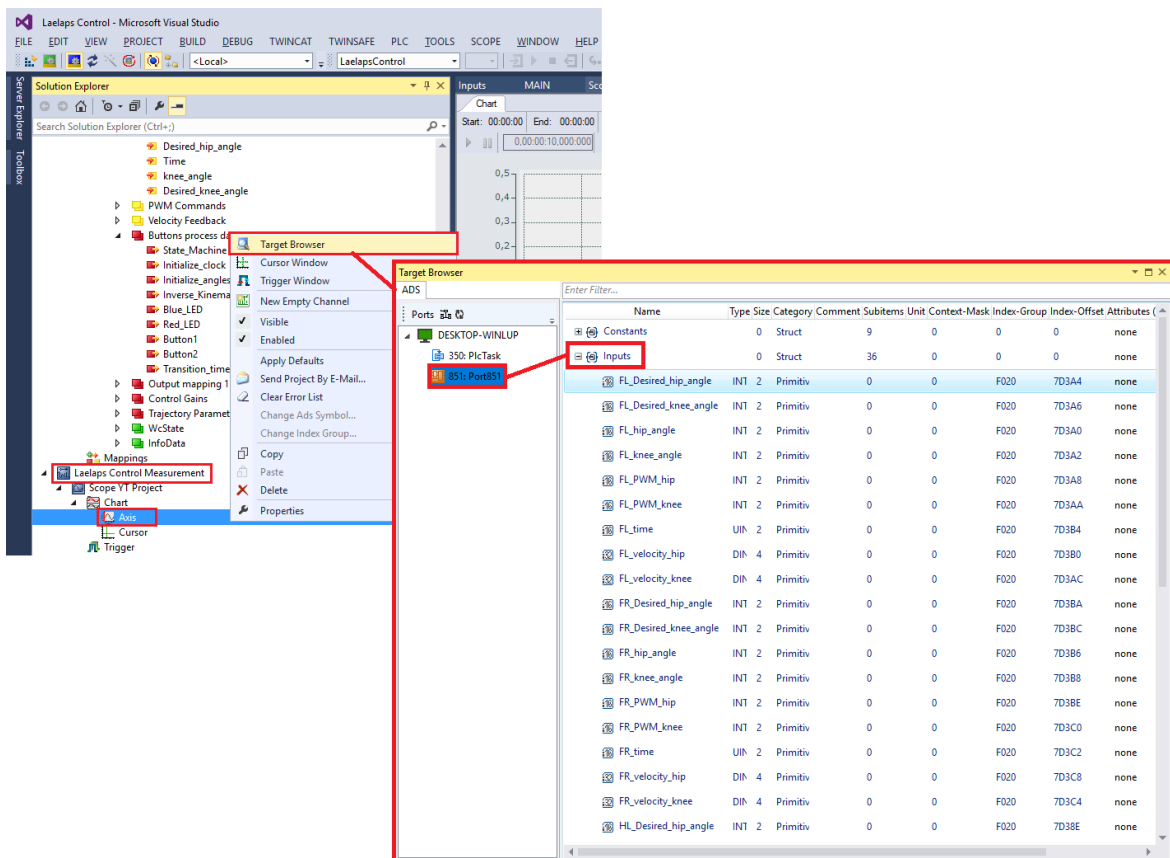 Laelaps Control - Microsoft Visual Studio
FILE EDIT VIEW PROJECT BUILD DEBUG TWINCAT TWINSAFE PLC TOOLS SCOPE WINDOW HELP
<Local> LaelapsControl
Server Explorer
Toolbox
Solution Explorer
Search Solution Explorer (Ctrl+;)
Desired_hip_angle
Time
knee_angle
Desired_knee_angle
PWM Commands
Velocity Feedback
Buttons process da
State_Machine
Initialize_clock
Initialize_angles
Inverse_Kinema
Blue_LED
Red_LED
Button1
Button2
Transition_time
Output mapping 1
Control Gains
Trajectory Paramet
WcState
InfoData
Mappings
Laelaps Control Measurement
Scope YT Project
Chart
Axis
Cursor
Trigger
Target Browser
Cursor Window
Trigger Window
New Empty Channel
Visible
Enabled
Apply Defaults
Send Project By E-Mail...
Clear Error List
Change Ads Symbol...
Change Index Group...
Copy
Paste
Delete
Properties
Inputs MAIN Sco
Chart
Start: 00:00:00 End: 00:00:00
0,00:00:10,000:000
0,5
0,4
0,3
0,2
Target Browser
ADS
Enter Filter...
Ports
DESKTOP-WINLUP
350: PlcTask
851: Port851
Name Type Size Category Comment Subitems Unit Context-Mask Index-Group Index-Offset Attributes (
Constants 0 Struct 9 0 0 0 none
Inputs 0 Struct 36 0 0 0 none
FL_Desired_hip_angle INT 2 Primitiv 0 0 F020 7D3A4 none
FL_Desired_knee_angle INT 2 Primitiv 0 0 F020 7D3A6 none
FL_hip_angle INT 2 Primitiv 0 0 F020 7D3A0 none
FL_knee_angle INT 2 Primitiv 0 0 F020 7D3A2 none
FL_PWM_hip INT 2 Primitiv 0 0 F020 7D3A8 none
FL_PWM_knee INT 2 Primitiv 0 0 F020 7D3AA none
FL_time UIN 2 Primitiv 0 0 F020 7D3B4 none
FL_velocity_hip DIN 4 Primitiv 0 0 F020 7D3B0 none
FL_velocity_knee DIN 4 Primitiv 0 0 F020 7D3AC none
FR_Desired_hip_angle INT 2 Primitiv 0 0 F020 7D3BA none
FR_Desired_knee_angle INT 2 Primitiv 0 0 F020 7D3BC none
FR_hip_angle INT 2 Primitiv 0 0 F020 7D3B6 none
FR_knee_angle INT 2 Primitiv 0 0 F020 7D3B8 none
FR_PWM_hip INT 2 Primitiv 0 0 F020 7D3BE none
FR_PWM_knee INT 2 Primitiv 0 0 F020 7D3C0 none
FR_time UIN 2 Primitiv 0 0 F020 7D3C2 none
FR_velocity_hip DIN 4 Primitiv 0 0 F020 7D3C8 none
FR_velocity_knee DIN 4 Primitiv 0 0 F020 7D3C4 none
HL_Desired_hip_angle INT 2 Primitiv 0 0 F020 7D38E none